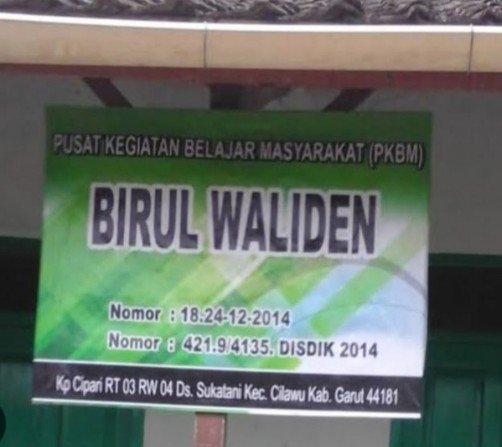 PUSAT KEGIATAN BELAJAR MASYARAKAT (PKBM)
BIRUL WALIDEN
Nomor : 18.24-12-2014
Nomor : 421.9/4135. DISDIK 2014
Kp Cipari RT 03 RW 04 Ds. Sukatani Kec. Cilawu Kab. Garut 44181